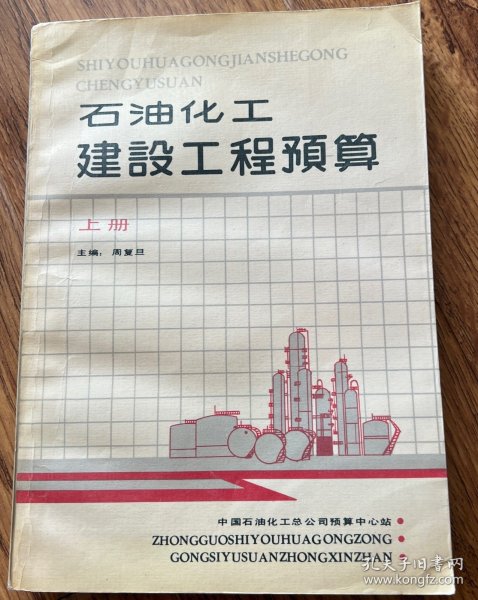 SHIYOUHUAGONGJIANSHEGONG
CHENGYUSUAN
石油化工
建設工程預算
上册
主编：周复旦
中国石油化工总公司预算中心站
ZHONGGUOSHIYOUHUAGONGZONG
GONGSIYUSUANZHONGXINZHAN
孔夫子旧书网
www.kongfz.com